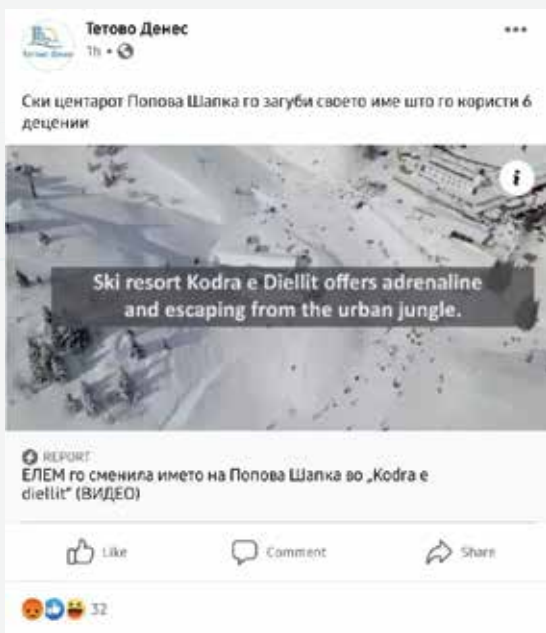 Тетово Денес
1h
Ски центарот Попова Шапка го загуби своето име што го користи 6
децении
i
Ski resort Kodra e Diellit offers adrenaline
and escaping from the urban jungle.
REPORT
ЕЛЕМ го сменила името на Попова Шапка во „Kodra e
diellit“ (ВИДЕО)
Like Comment Share
32